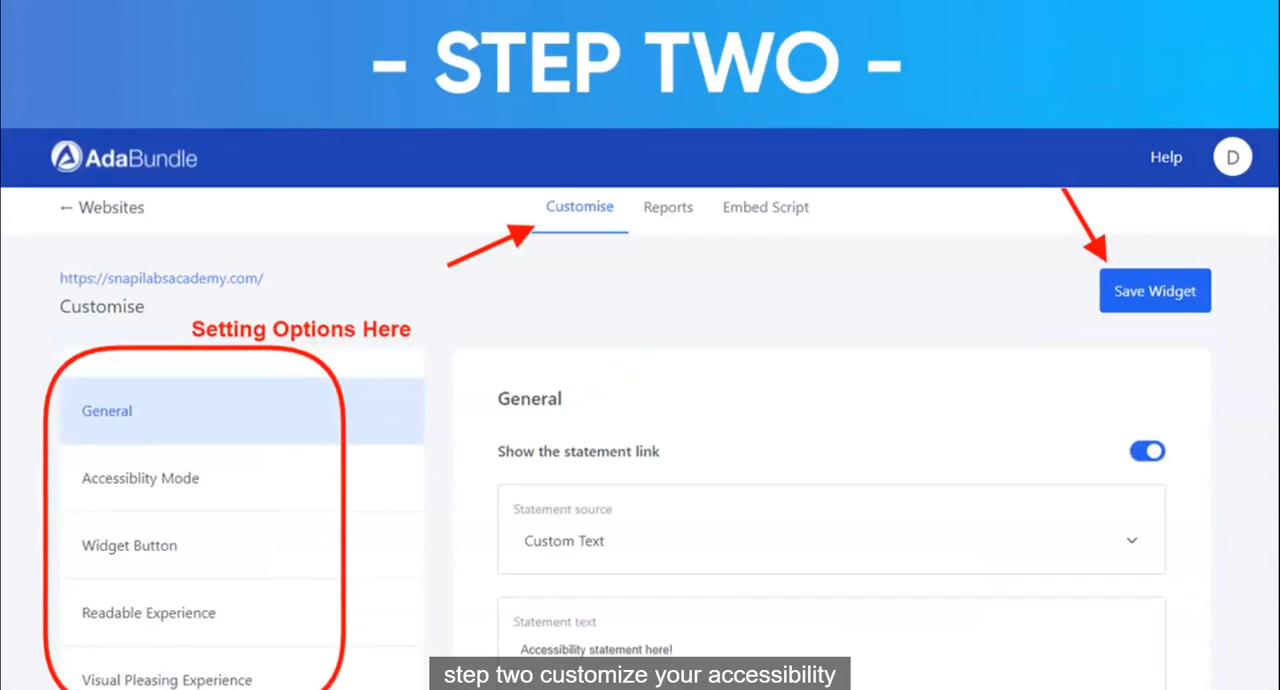 - STEP TWO -
AdaBundle
Help
D
← Websites
Customise
Reports
Embed Script
https://snapilabsacademy.com/
Customise
Save Widget
Setting Options Here
General
Accessiblity Mode
Widget Button
Readable Experience
Visual Pleasing Experience
General
Show the statement link
Statement source
Custom Text
Statement text
Accessibility statement here!
step two customize your accessibility